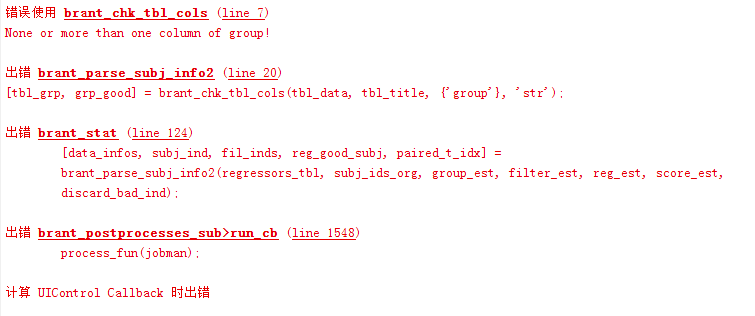 错误使用 brant_chk_tbl_cols (line 7)
None or more than one column of group!
出错 brant_parse_subj_info2 (line 20)
[tbl_grp, grp_good] = brant_chk_tbl_cols(tbl_data, tbl_title, {'group'}, 'str');
出错 brant_stat (line 124)
[data_infos, subj_ind, fil_inds, reg_good_subj, paired_t_idx] =
brant_parse_subj_info2(regressors_tbl, subj_ids_org, group_est, filter_est, reg_est, score_est,
discard_bad_ind);
出错 brant_postprocesses_sub>run_cb (line 1548)
process_fun(jobman);
计算 UIControl Callback 时出错